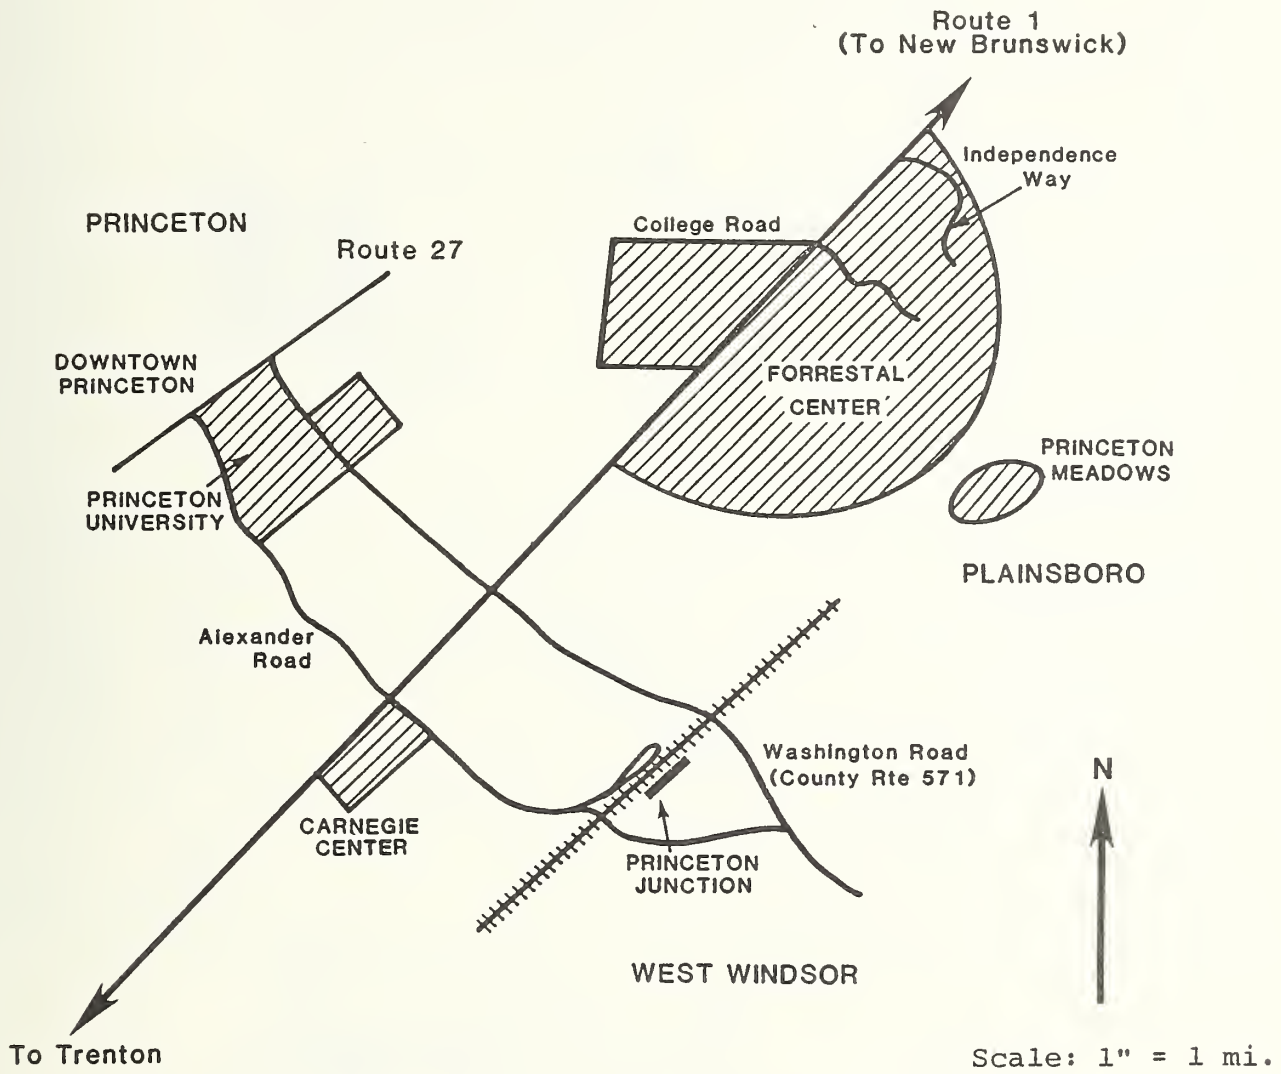 Route 1
(To New Brunswick)
Independence
Way
PRINCETON
College Road
Route 27
DOWNTOWN
PRINCETON
FORRESTAL
CENTER
PRINCETON
MEADOWS
PRINCETON
UNIVERSITY
PLAINSBORO
Alexander
Road
Washington Road
(County Rte 571)
N
CARNEGIE
CENTER
PRINCETON
JUNCTION
WEST WINDSOR
To Trenton
Scale: 1" = 1 mi.